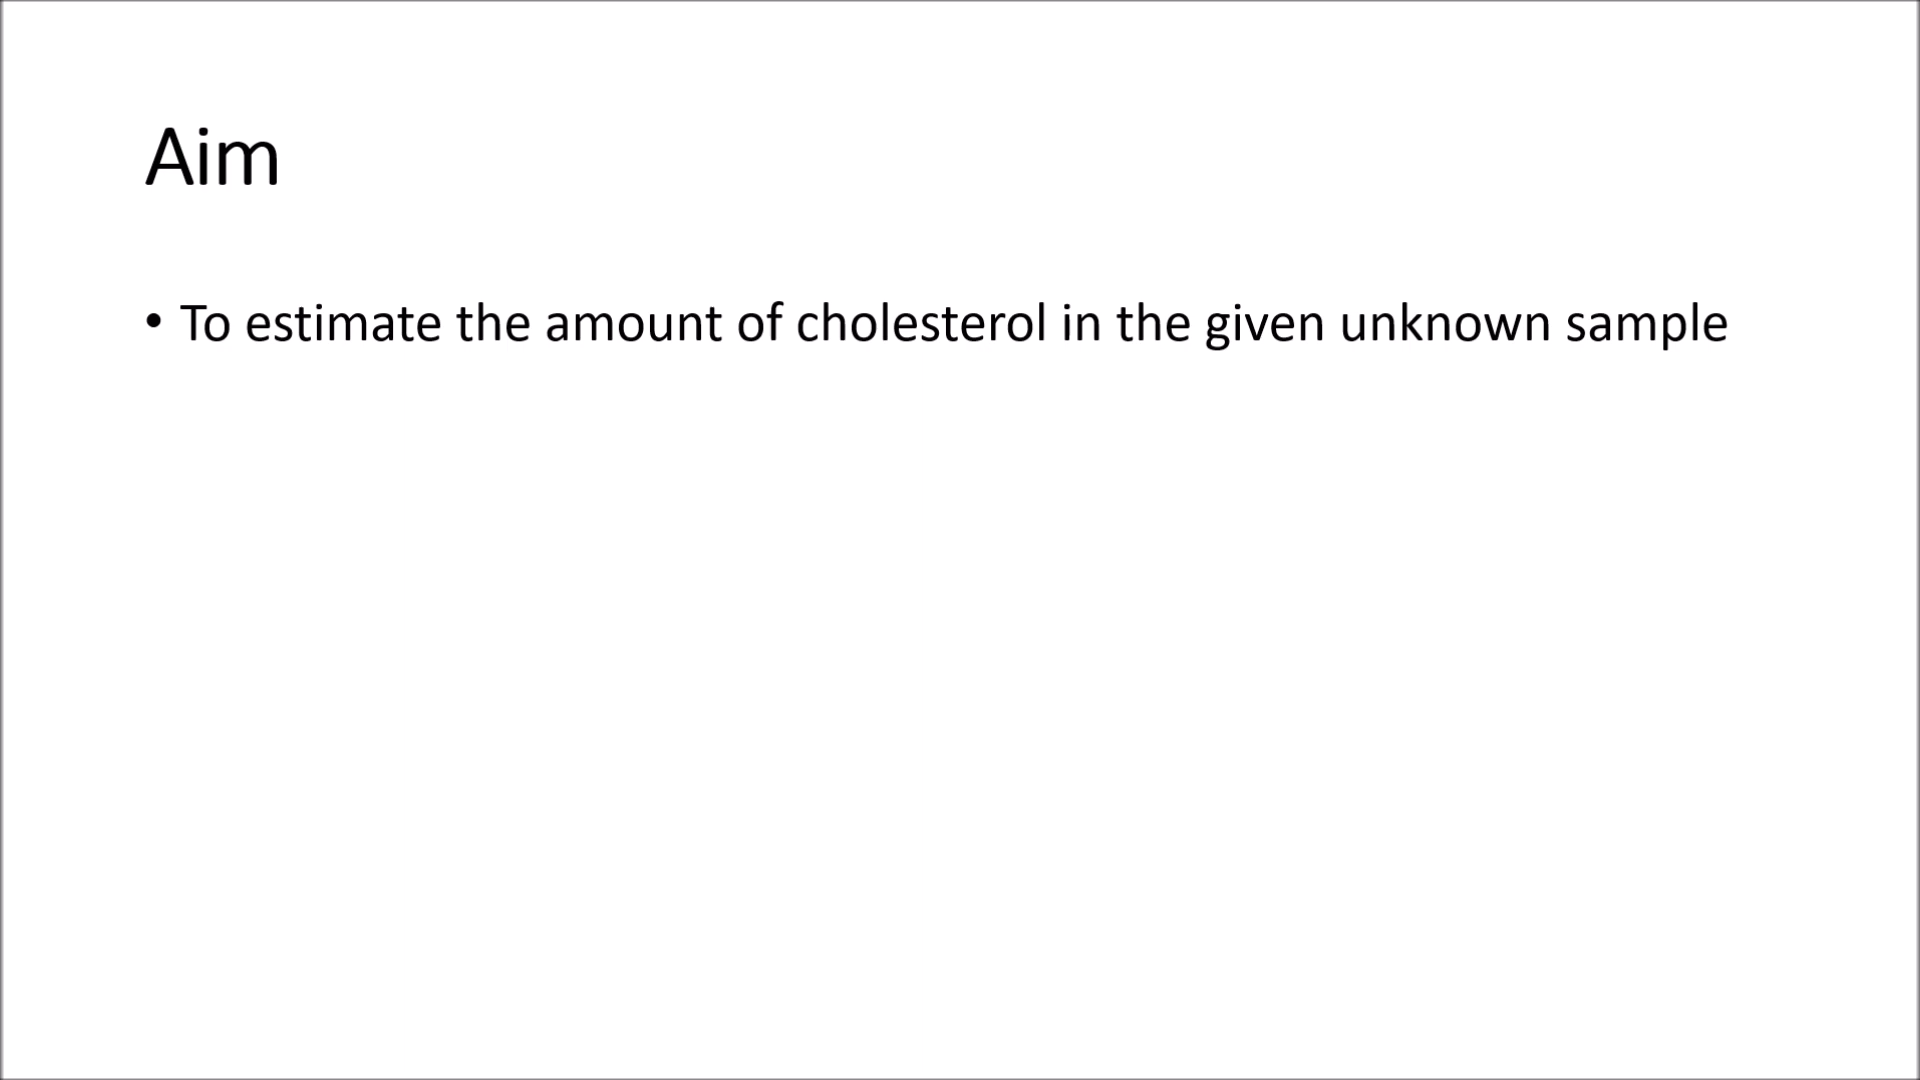 Aim
• To estimate the amount of cholesterol in the given unknown sample